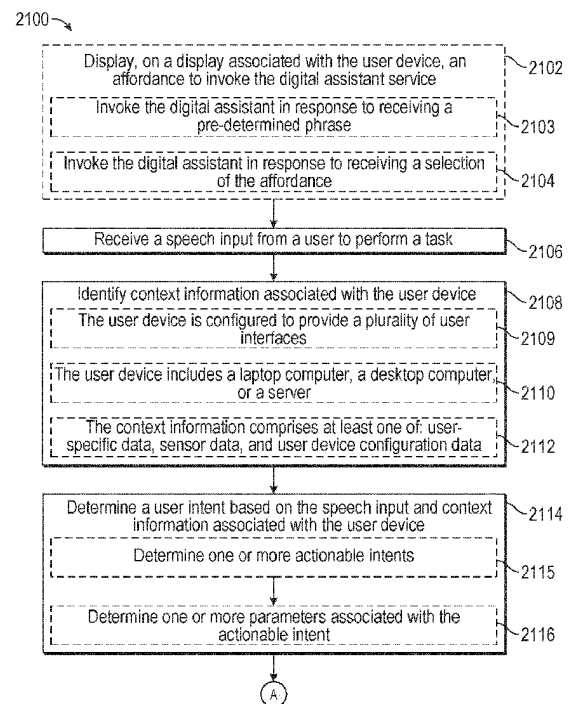 2100
Display, on a display associated with the user device, an
affordance to invoke the digital assistant service
2102
Invoke the digital assistant in response to receiving a
pre-determined phrase
2103
Invoke the digital assistant in response to receiving a selection
of the affordance
2104
Receive a speech input from a user to perform a task
2106
Identify context information associated with the user device
2108
The user device is configured to provide a plurality of user
interfaces
2109
The user device includes a laptop computer, a desktop computer,
or a server
2110
The context information comprises at least one of: user-
specific data, sensor data, and user device configuration data
2112
Determine a user intent based on the speech input and context
information associated with the user device
2114
Determine one or more actionable intents
2115
Determine one or more parameters associated with the
actionable intent
2116
A